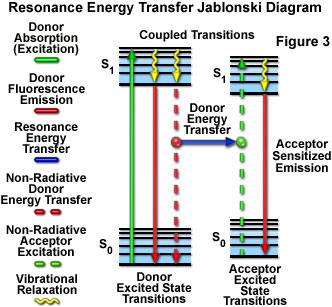 Resonance Energy Transfer Jablonski Diagram
Donor
Absorption
(Excitation)
Donor
Fluorescence
Emission
Resonance
Energy
Transfer
Non-Radiative
Donor
Energy Transfer
Non-Radiative
Acceptor
Excitation
Vibrational
Relaxation
Coupled Transitions
Figure 3
S1
S1
Donor
Energy
Transfer
Acceptor
Sensitized
Emission
S0
S0
Donor
Excited State
Transitions
Acceptor
Excited
State
Transitions